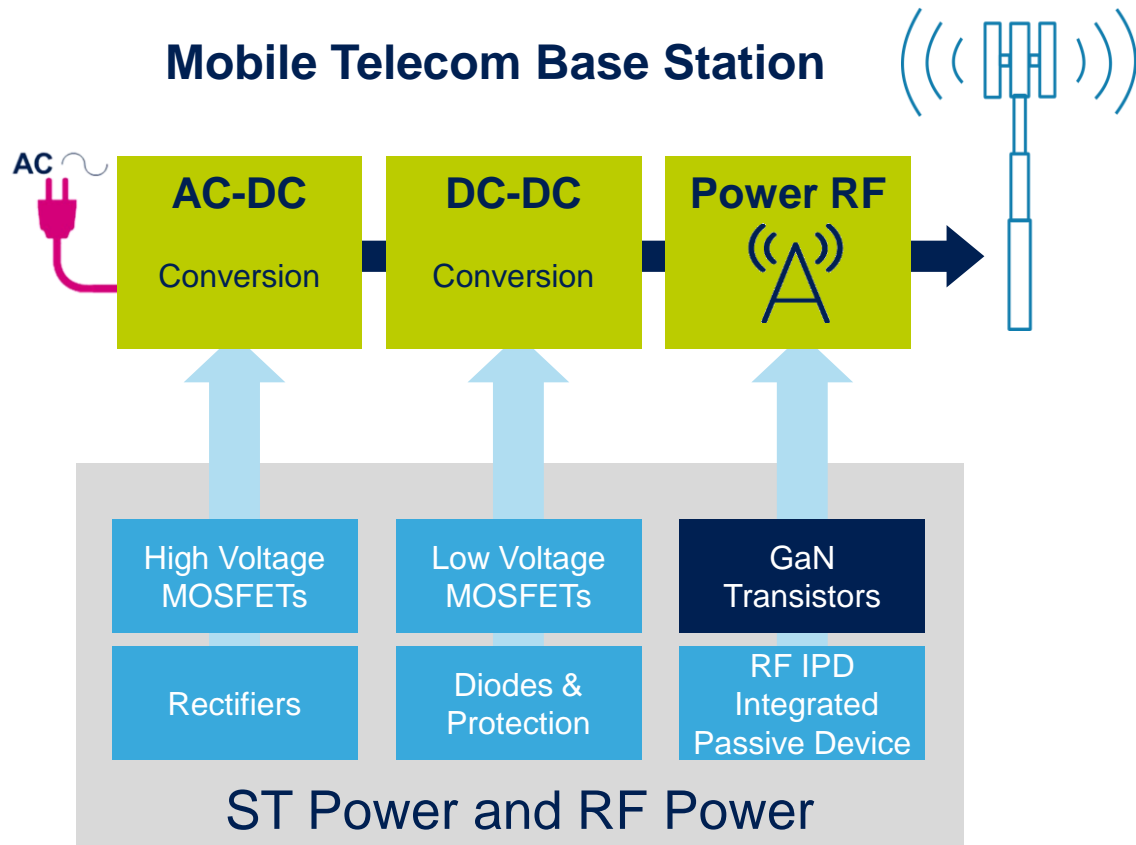 Mobile Telecom Base Station
AC
AC-DC
Conversion
DC-DC
Conversion
Power RF
High Voltage
MOSFETs
Low Voltage
MOSFETs
GaN
Transistors
Rectifiers
Diodes &
Protection
RF IPD
Integrated
Passive Device
ST Power and RF Power